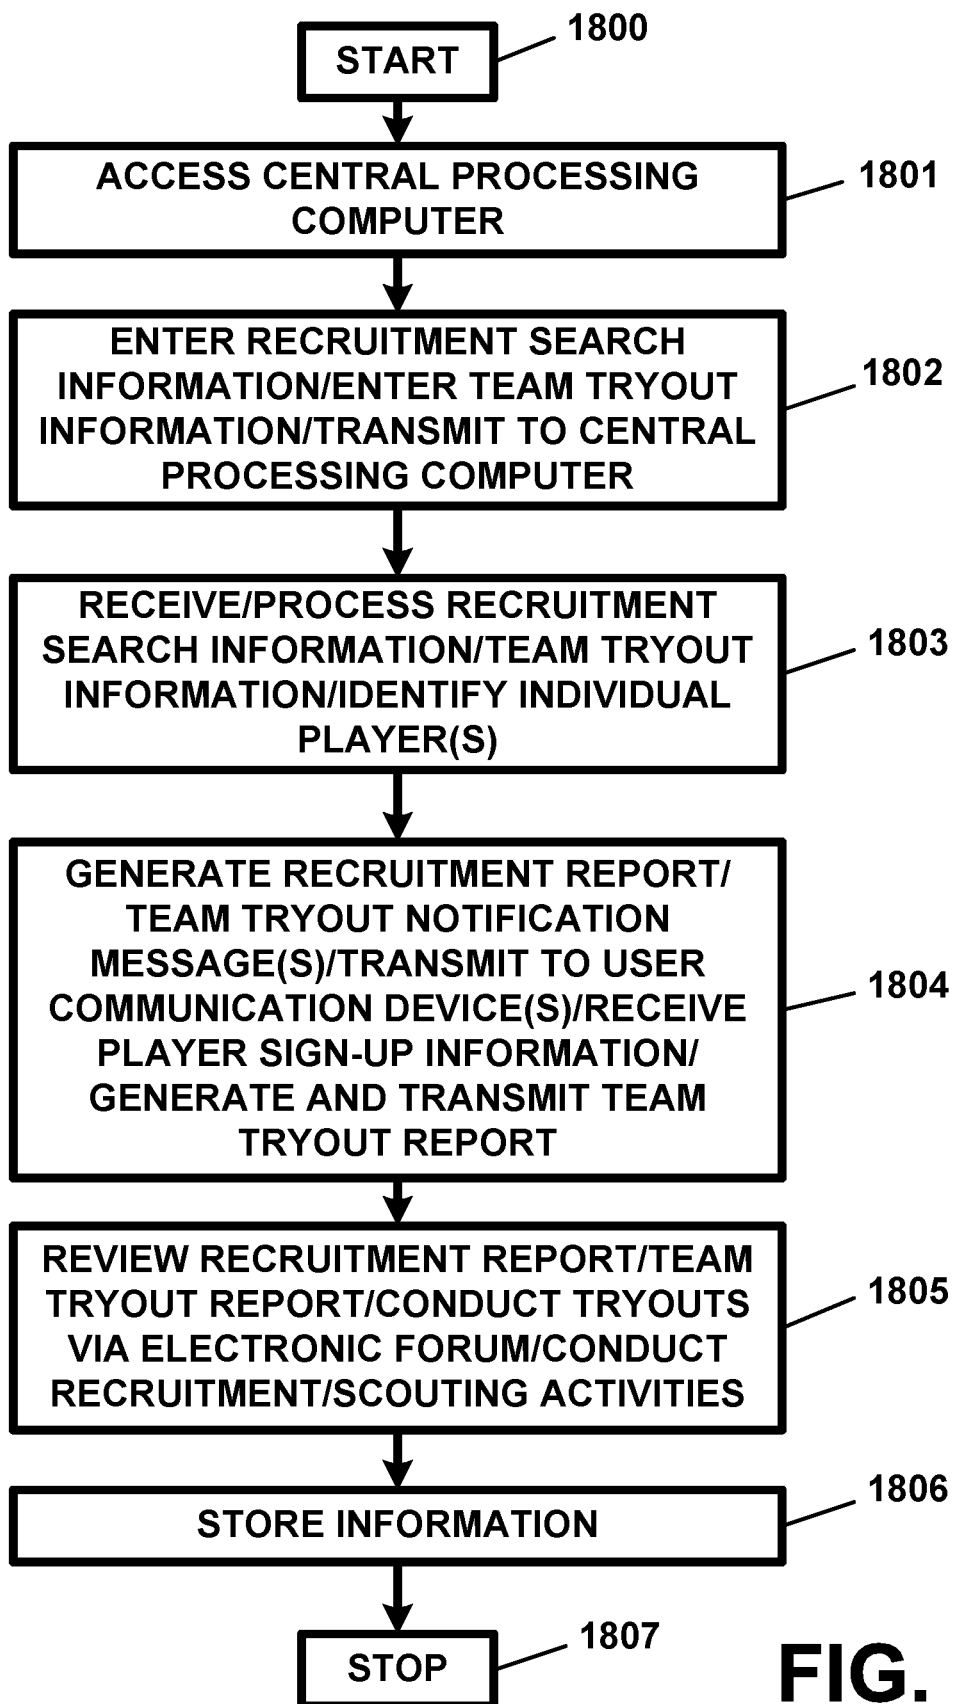 START
1800
ACCESS CENTRAL PROCESSING
COMPUTER
1801
ENTER RECRUITMENT SEARCH
INFORMATION/ENTER TEAM TRYOUT
INFORMATION/TRANSMIT TO CENTRAL
PROCESSING COMPUTER
1802
RECEIVE/PROCESS RECRUITMENT
SEARCH INFORMATION/TEAM TRYOUT
INFORMATION/IDENTIFY INDIVIDUAL
PLAYER(S)
1803
GENERATE RECRUITMENT REPORT/
TEAM TRYOUT NOTIFICATION
MESSAGE(S)/TRANSMIT TO USER
COMMUNICATION DEVICE(S)/RECEIVE
PLAYER SIGN-UP INFORMATION/
GENERATE AND TRANSMIT TEAM
TRYOUT REPORT
1804
REVIEW RECRUITMENT REPORT/TEAM
TRYOUT REPORT/CONDUCT TRYOUTS
VIA ELECTRONIC FORUM/CONDUCT
RECRUITMENT/SCOUTING ACTIVITIES
1805
STORE INFORMATION
1806
STOP
1807
FIG.